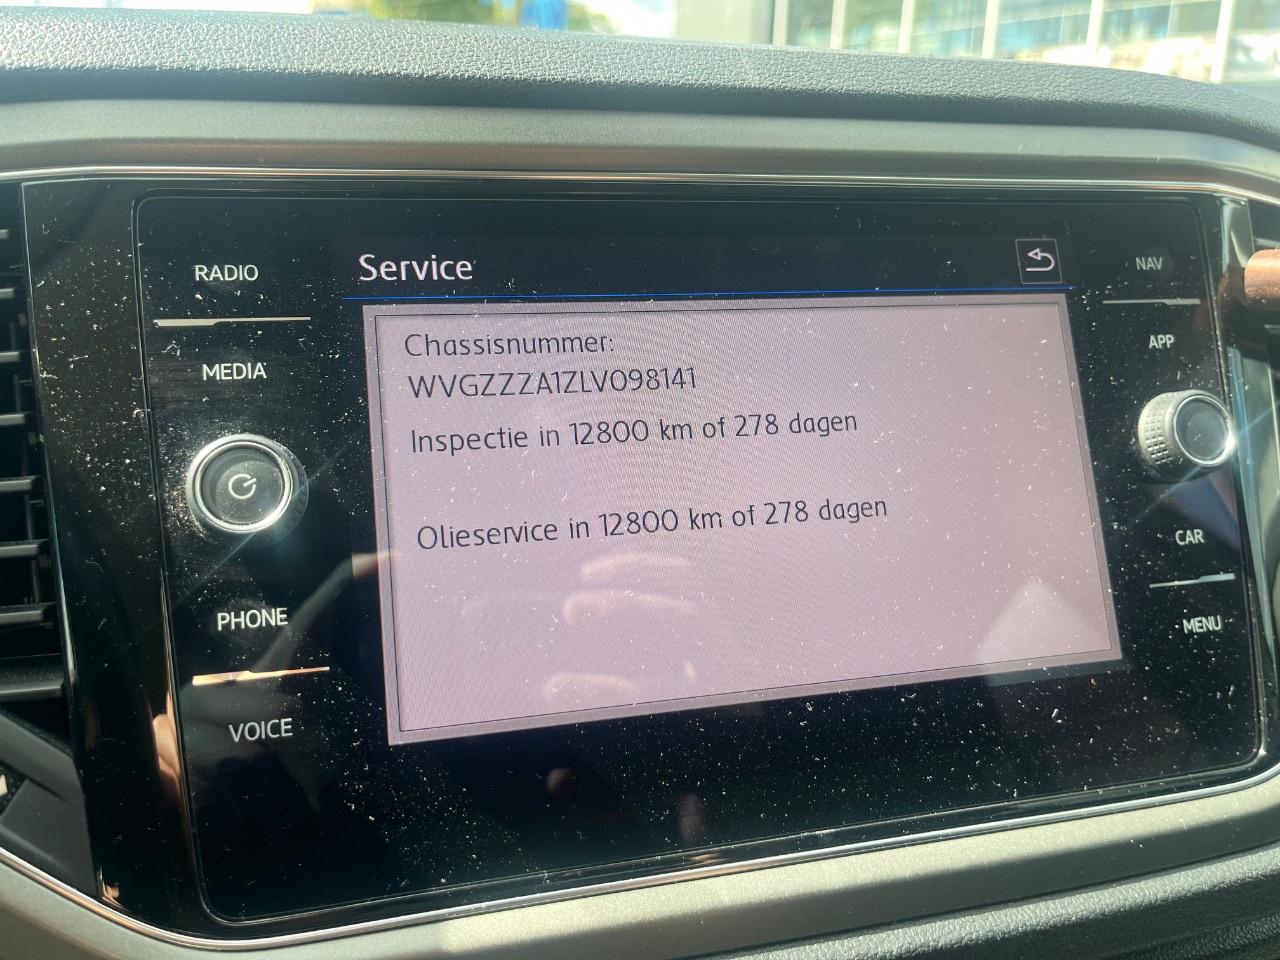 RADIO
MEDIA
PHONE
VOICE
Service
Chassisnummer:
WVGZZZA1ZLV098141
Inspectie in 12800 km of 278 dagen
Olieservice in 12800 km of 278 dagen
NAV
APP
CAR
MENU